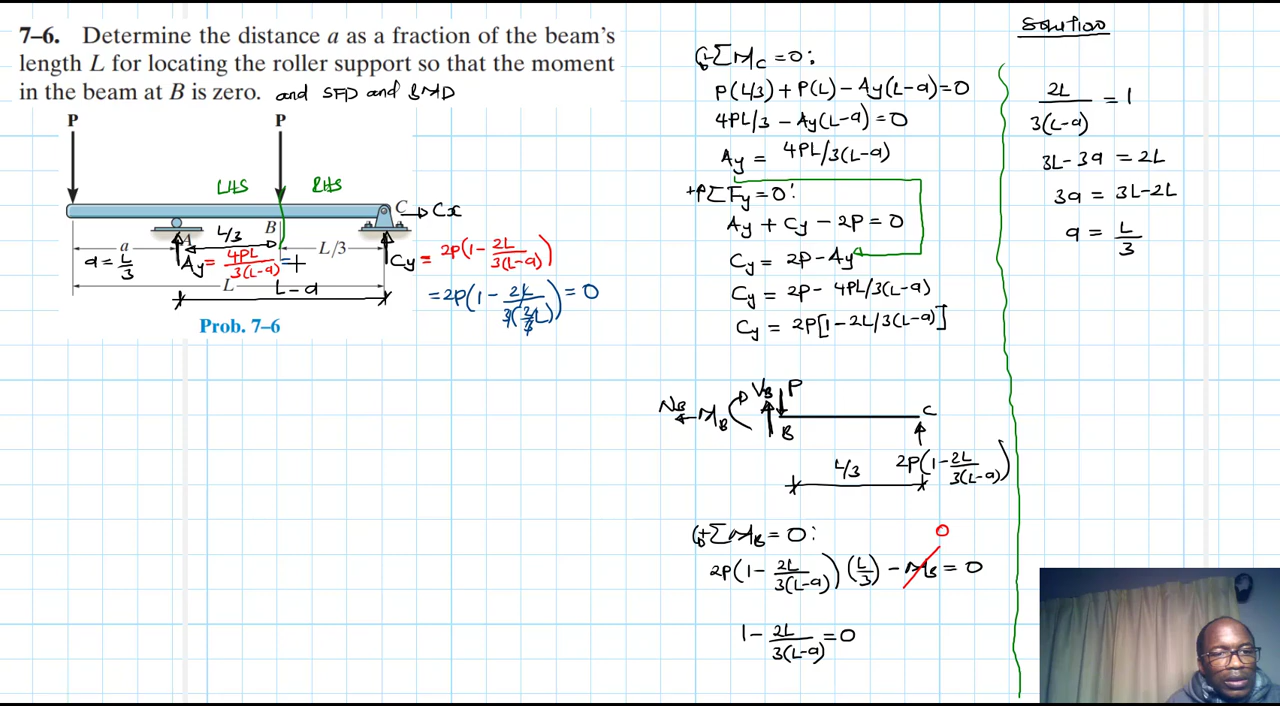 7–6. Determine the distance a as a fraction of the beam's
length L for locating the roller support so that the moment
in the beam at B is zero. and SFD and BMD
P P
LHS RHS
A B C Cx
L/3
a L/3
a = L/3
Ay = 4PL/3(L-a) = +
Cy = 2P(1 - 2L/3(L-a))
L
L-a
= 2P(1 - 2L/3(2/3 L)) = 0
Prob. 7–6
+ΣMc = 0:
P(L/3) + P(L) - Ay(L-a) = 0
4PL/3 - Ay(L-a) = 0
Ay = 4PL/3(L-a)
+↑ΣFy = 0:
Ay + Cy - 2P = 0
Cy = 2P - Ay
Cy = 2P - 4PL/3(L-a)
Cy = 2P[1 - 2L/3(L-a)]
VB P
NB MB
B C
L/3 2P(1 - 2L/3(L-a))
+ΣMB = 0:
0
2P(1 - 2L/3(L-a))(L/3) - MB = 0
1 - 2L/3(L-a) = 0
Solution
2L/3(L-a) = 1
3L - 3a = 2L
3a = 3L - 2L
a = L/3